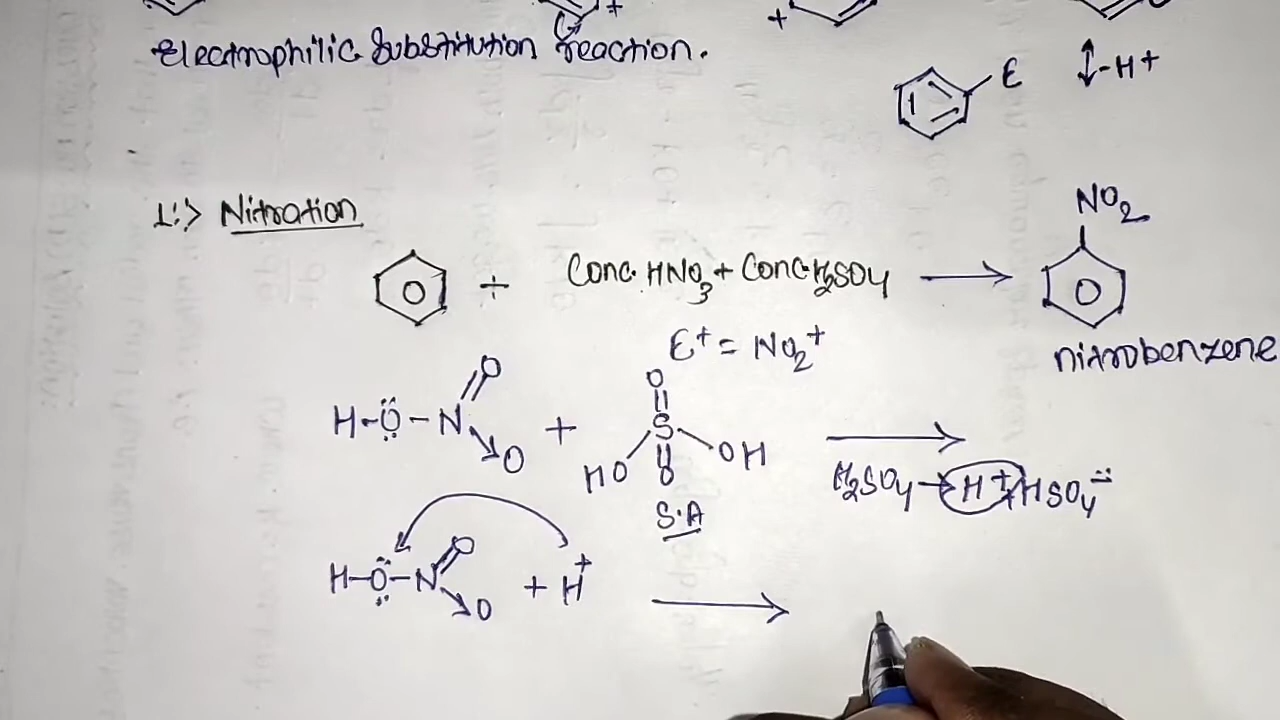 Electrophilic Substitution reaction.
E
-H+
1:> Nitration
+ Conc. HNO3 + Conc. H2SO4 → NO2
nitrobenzene
E+ = NO2+
H-O-N O O + O S O HO OH →
S.A
H2SO4 → H+ HSO4-
H-O-N O O + H+ →